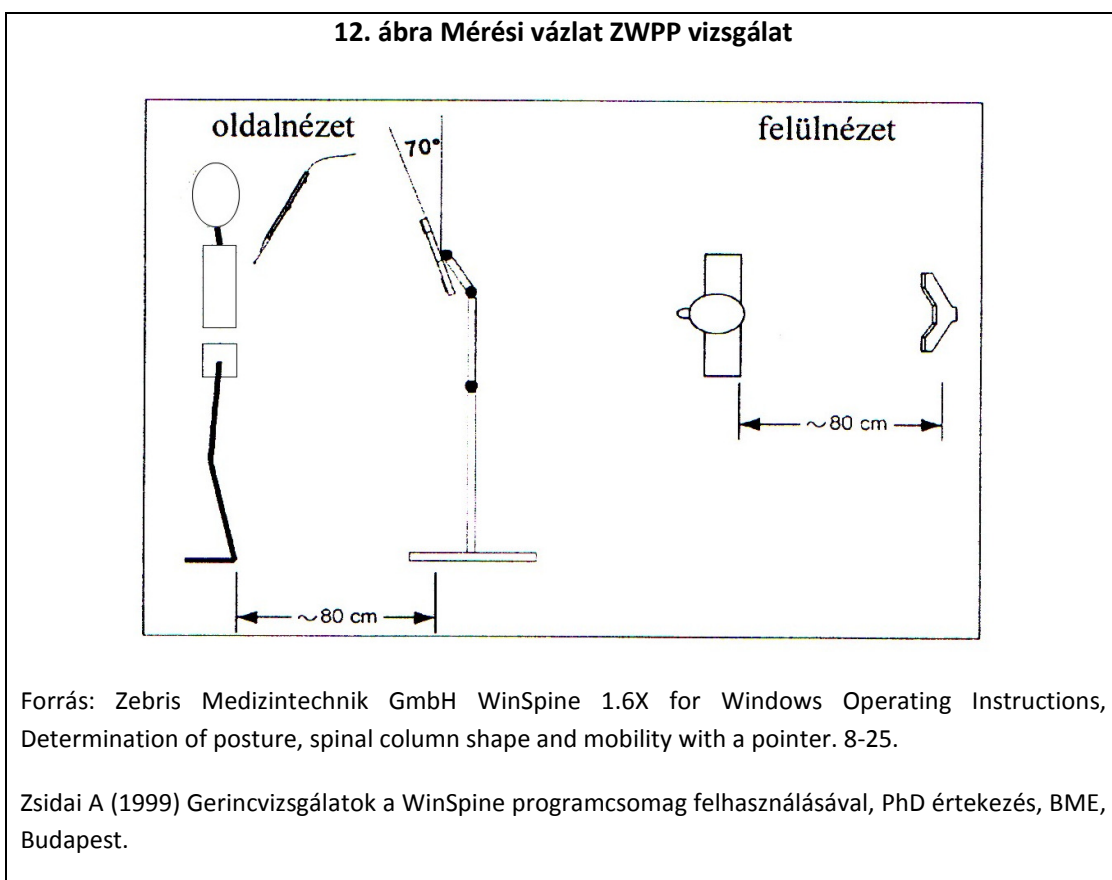 12. ábra Mérési vázlat ZWPP vizsgálat
oldalnézet
felülnézet
70°
~80 cm
~80 cm
Forrás: Zebris Medizintechnik GmbH WinSpine 1.6X for Windows Operating Instructions,
Determination of posture, spinal column shape and mobility with a pointer. 8-25.
Zsidai A (1999) Gerincvizsgálatok a WinSpine programcsomag felhasználásával, PhD értekezés, BME,
Budapest.